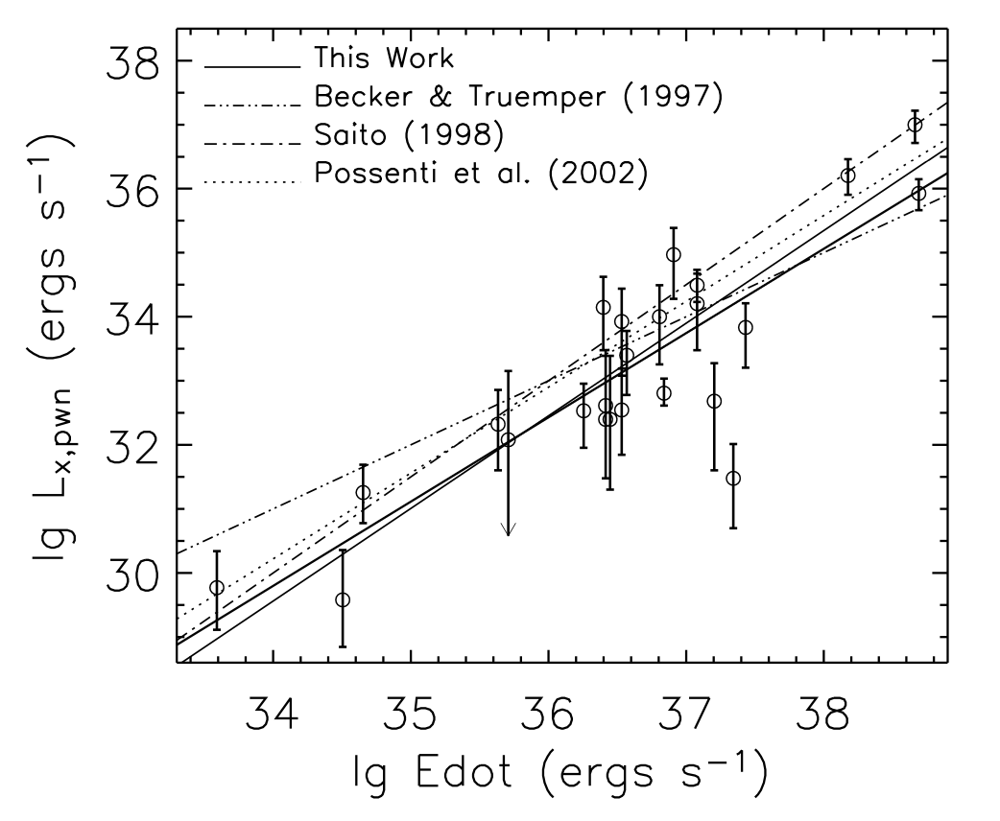 This Work
Becker & Truemper (1997)
Saito (1998)
Possenti et al. (2002)
38
36
34
32
30
lg Lx,pwn (ergs s⁻¹)
34 35 36 37 38
lg Edot (ergs s⁻¹)